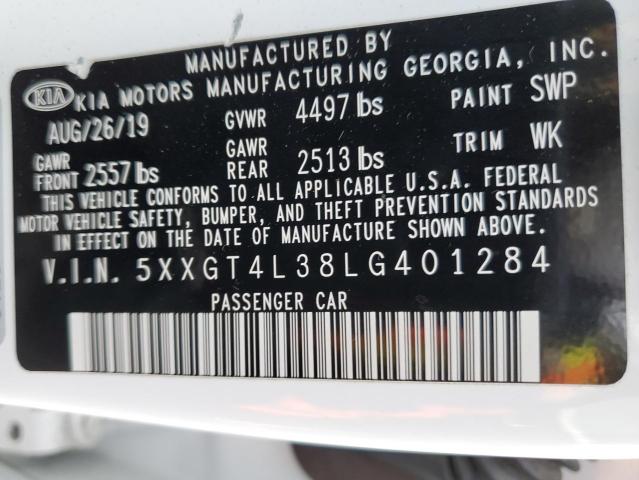 MANUFACTURED BY
KIA KIA MOTORS MANUFACTURING GEORGIA, INC.
AUG/26/19 GVWR 4497 lbs PAINT SWP
GAWR FRONT 2557 lbs GAWR REAR 2513 lbs TRIM WK
THIS VEHICLE CONFORMS TO ALL APPLICABLE U.S.A. FEDERAL
MOTOR VEHICLE SAFETY, BUMPER, AND THEFT PREVENTION STANDARDS
IN EFFECT ON THE DATE OF MANUFACTURE SHOWN ABOVE.
V.I.N. 5XXGT4L38LG401284
PASSENGER CAR